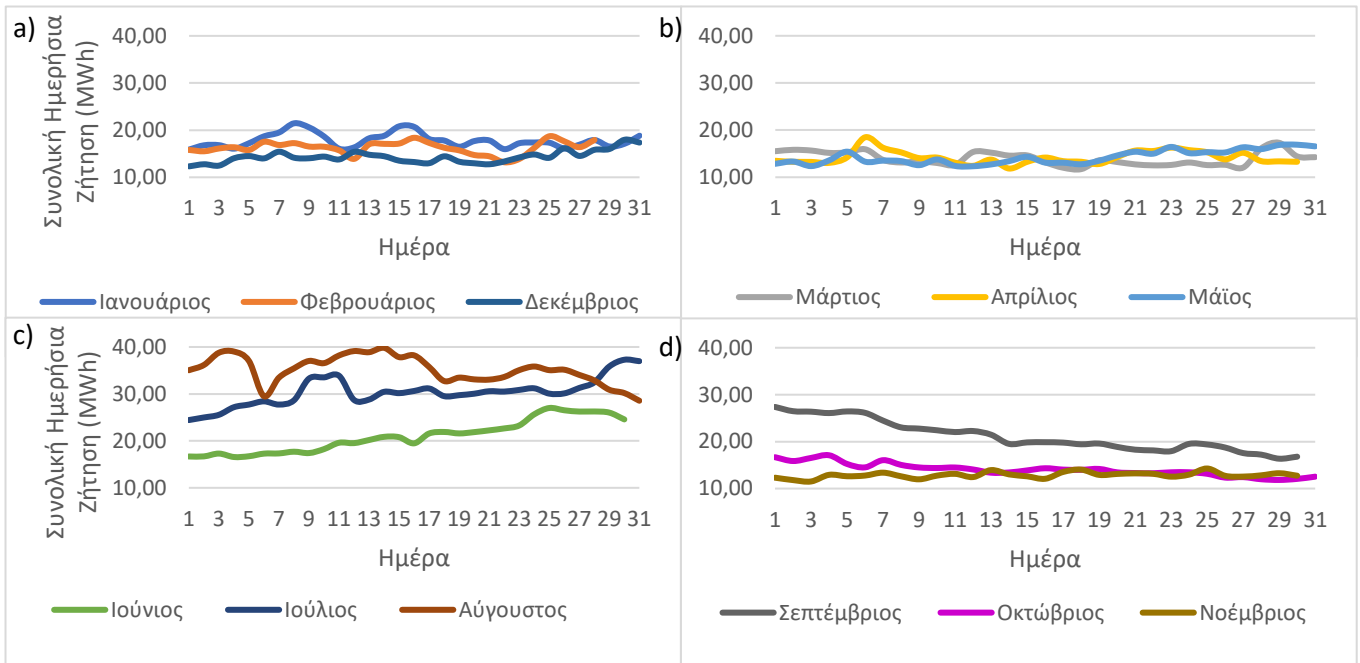 a)
Συνολική Ημερήσια
Ζήτηση (MWh)
40,00
30,00
20,00
10,00
1 3 5 7 9 11 13 15 17 19 21 23 25 27 29 31
Ημέρα
Ιανουάριος Φεβρουάριος Δεκέμβριος
b)
40,00
30,00
20,00
10,00
1 3 5 7 9 11 13 15 17 19 21 23 25 27 29 31
Ημέρα
Μάρτιος Απρίλιος Μάϊος
c)
Συνολική Ημερήσια
Ζήτηση (MWh)
40,00
30,00
20,00
10,00
1 3 5 7 9 11 13 15 17 19 21 23 25 27 29 31
Ημέρα
Ιούνιος Ιούλιος Αύγουστος
d)
40,00
30,00
20,00
10,00
1 3 5 7 9 11 13 15 17 19 21 23 25 27 29 31
Ημέρα
Σεπτέμβριος Οκτώβριος Νοέμβριος